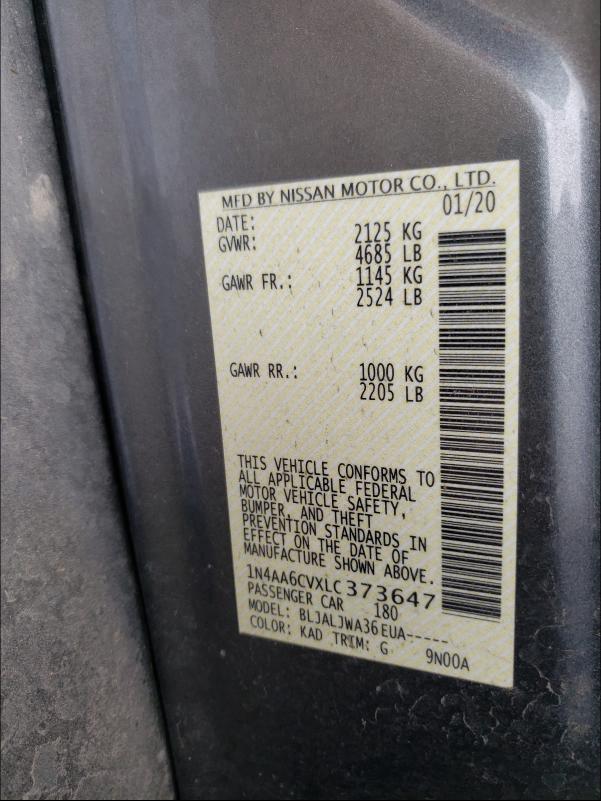 MFD BY NISSAN MOTOR CO., LTD.
DATE: 01/20
GVWR: 2125 KG
4685 LB
GAWR FR.: 1145 KG
2524 LB
GAWR RR.: 1000 KG
2205 LB
THIS VEHICLE CONFORMS TO
ALL APPLICABLE FEDERAL
MOTOR VEHICLE SAFETY,
BUMPER, AND THEFT
PREVENTION STANDARDS IN
EFFECT ON THE DATE OF
MANUFACTURE SHOWN ABOVE.
1N4AA6CVXLC373647
PASSENGER CAR 180
MODEL: BLJALJWA36EUA-----
COLOR: KAD TRIM: G 9N00A